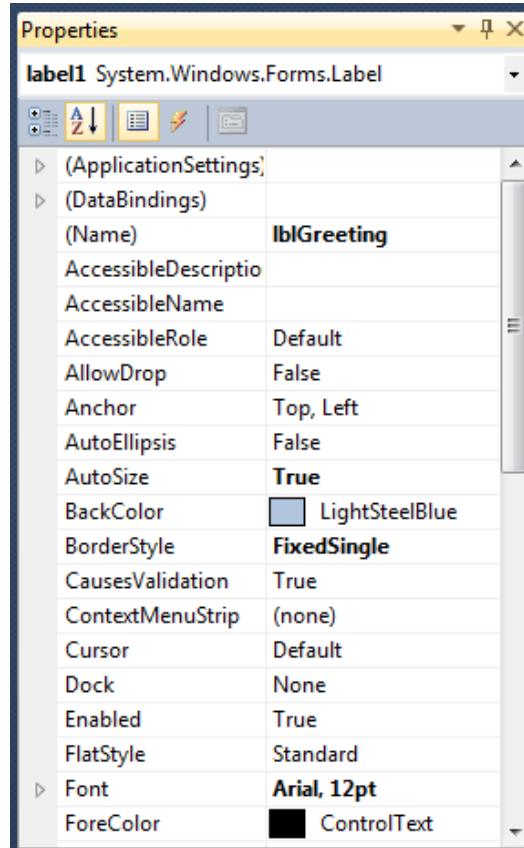 Properties
label1 System.Windows.Forms.Label
(ApplicationSettings)
(DataBindings)
(Name) lblGreeting
AccessibleDescriptio
AccessibleName
AccessibleRole Default
AllowDrop False
Anchor Top, Left
AutoEllipsis False
AutoSize True
BackColor LightSteelBlue
BorderStyle FixedSingle
CausesValidation True
ContextMenuStrip (none)
Cursor Default
Dock None
Enabled True
FlatStyle Standard
Font Arial, 12pt
ForeColor ControlText